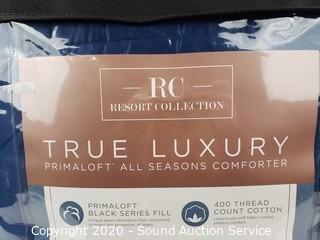 RC
RESORT COLLECTION
TRUE LUXURY
PRIMALOFT® ALL SEASONS COMFORTER
PRIMALOFT®
BLACK SERIES FILL
400 THREAD
COUNT COTTON
Copyright 2020 - Sound Auction Service